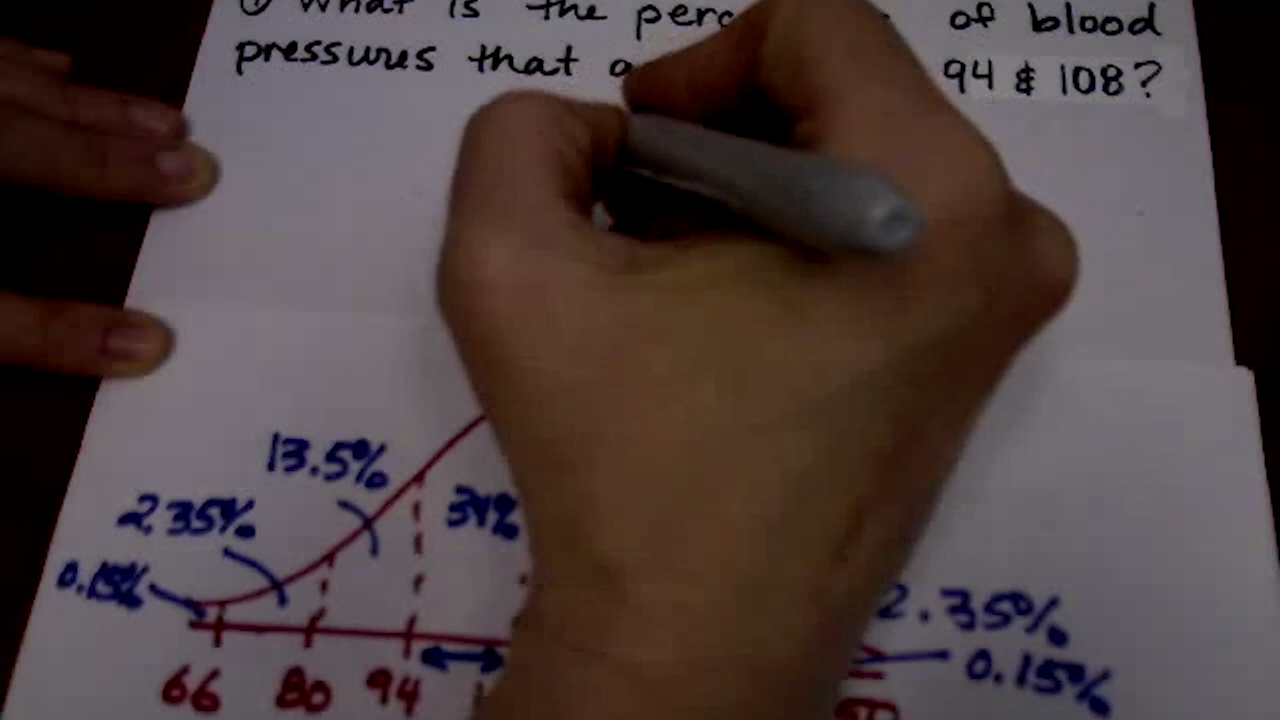 ① What is the of blood
pressures that 94 & 108?
13.5%
2.35%
34%
0.15%
2.35%
0.15%
66 80 94